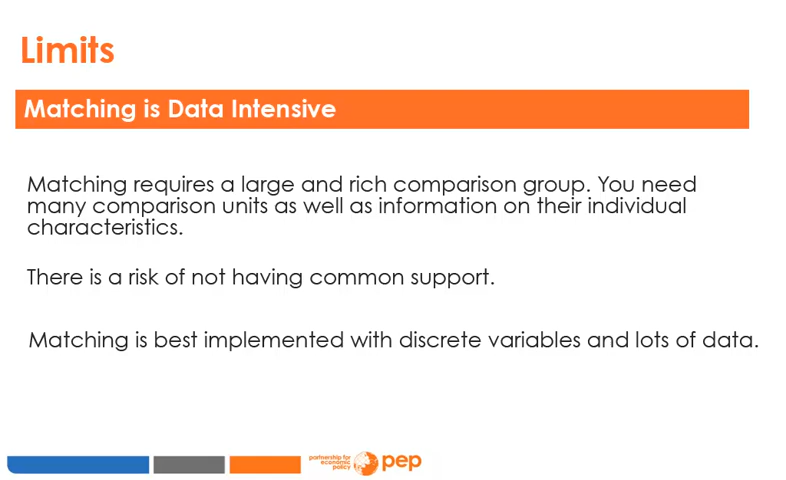 Limits
Matching is Data Intensive
Matching requires a large and rich comparison group. You need
many comparison units as well as information on their individual
characteristics.
There is a risk of not having common support.
Matching is best implemented with discrete variables and lots of data.
partnership for
economic
policy
pep